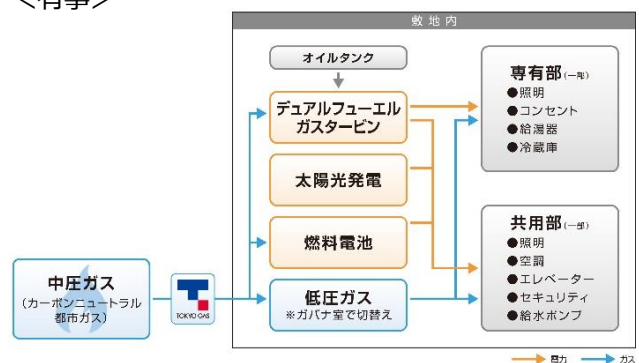 ＜有事＞
敷地内
オイルタンク
デュアルフューエル
ガスタービン
太陽光発電
燃料電池
低圧ガス
※ガバナ室で切替え
中圧ガス
（カーボンニュートラル
都市ガス）
TOKYO GAS
専有部（一部）
●照明
●コンセント
●給湯器
●冷蔵庫
共用部（一部）
●照明
●空調
●エレベーター
●セキュリティ
●給水ポンプ
電力
ガス